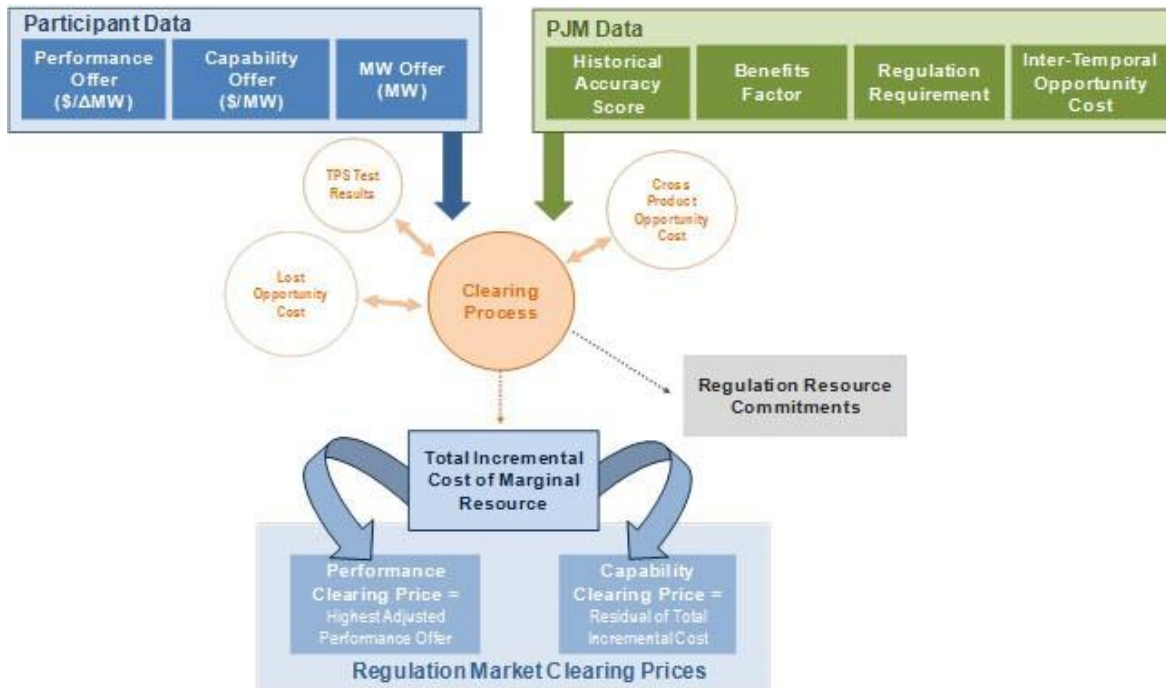 Participant Data
Performance
Offer
($/ΔMW)
Capability
Offer
($/MW)
MW Offer
(MW)
PJM Data
Historical
Accuracy
Score
Benefits
Factor
Regulation
Requirement
Inter-Temporal
Opportunity
Cost
TPS Test
Results
Cross
Product
Opportunity
Cost
Lost
Opportunity
Cost
Clearing
Process
Regulation Resource
Commitments
Total Incremental
Cost of Marginal
Resource
Performance
Clearing Price =
Highest Adjusted
Performance Offer
Capability
Clearing Price =
Residual of Total
Incremental Cost
Regulation Market Clearing Prices